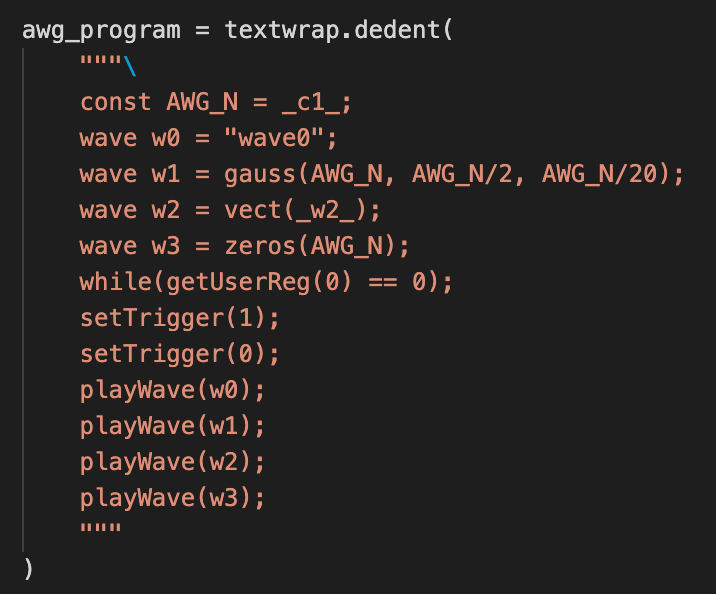 awg_program = textwrap.dedent(
    """\
    const AWG_N = _c1_;
    wave w0 = "wave0";
    wave w1 = gauss(AWG_N, AWG_N/2, AWG_N/20);
    wave w2 = vect(_w2_);
    wave w3 = zeros(AWG_N);
    while(getUserReg(0) == 0);
    setTrigger(1);
    setTrigger(0);
    playWave(w0);
    playWave(w1);
    playWave(w2);
    playWave(w3);
    """
)